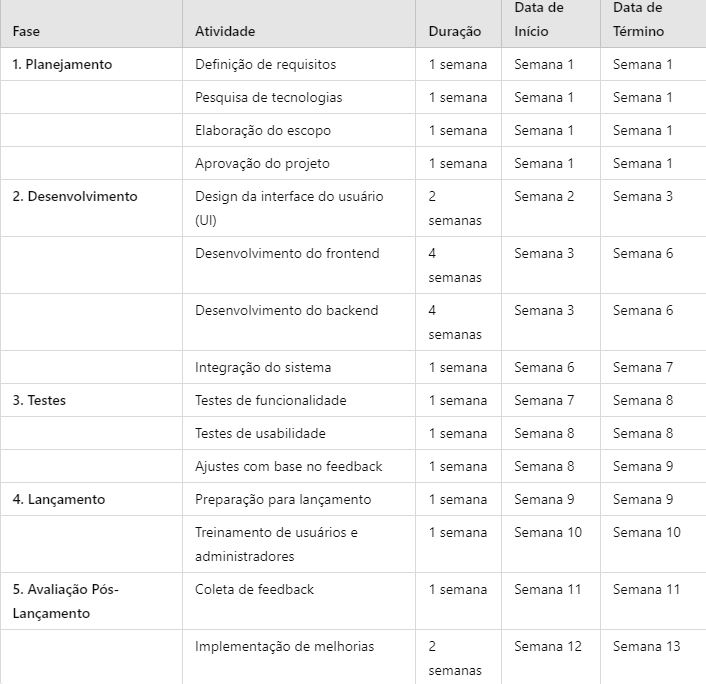 Fase Atividade Duração Data de Início Data de Término
1. Planejamento Definição de requisitos 1 semana Semana 1 Semana 1
Pesquisa de tecnologias 1 semana Semana 1 Semana 1
Elaboração do escopo 1 semana Semana 1 Semana 1
Aprovação do projeto 1 semana Semana 1 Semana 1
2. Desenvolvimento Design da interface do usuário (UI) 2 semanas Semana 2 Semana 3
Desenvolvimento do frontend 4 semanas Semana 3 Semana 6
Desenvolvimento do backend 4 semanas Semana 3 Semana 6
Integração do sistema 1 semana Semana 6 Semana 7
3. Testes Testes de funcionalidade 1 semana Semana 7 Semana 8
Testes de usabilidade 1 semana Semana 8 Semana 8
Ajustes com base no feedback 1 semana Semana 8 Semana 9
4. Lançamento Preparação para lançamento 1 semana Semana 9 Semana 9
Treinamento de usuários e administradores 1 semana Semana 10 Semana 10
5. Avaliação Pós-Lançamento Coleta de feedback 1 semana Semana 11 Semana 11
Implementação de melhorias 2 semanas Semana 12 Semana 13